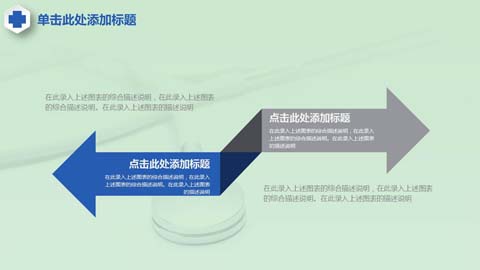 单击此处添加标题
在此录入上述图表的综合描述说明，在此录入上述图表
的综合描述说明。在此录入上述图表的描述说明
单击此处添加标题
在此录入上述图表的综合描述说明，在此录入
上述图表的综合描述说明。在此录入上述图表
的描述说明
单击此处添加标题
在此录入上述图表的综合描述说明，在此录入
上述图表的综合描述说明。在此录入上述图表
的描述说明
在此录入上述图表的综合描述说明，在此录入上述图表
的综合描述说明。在此录入上述图表的描述说明